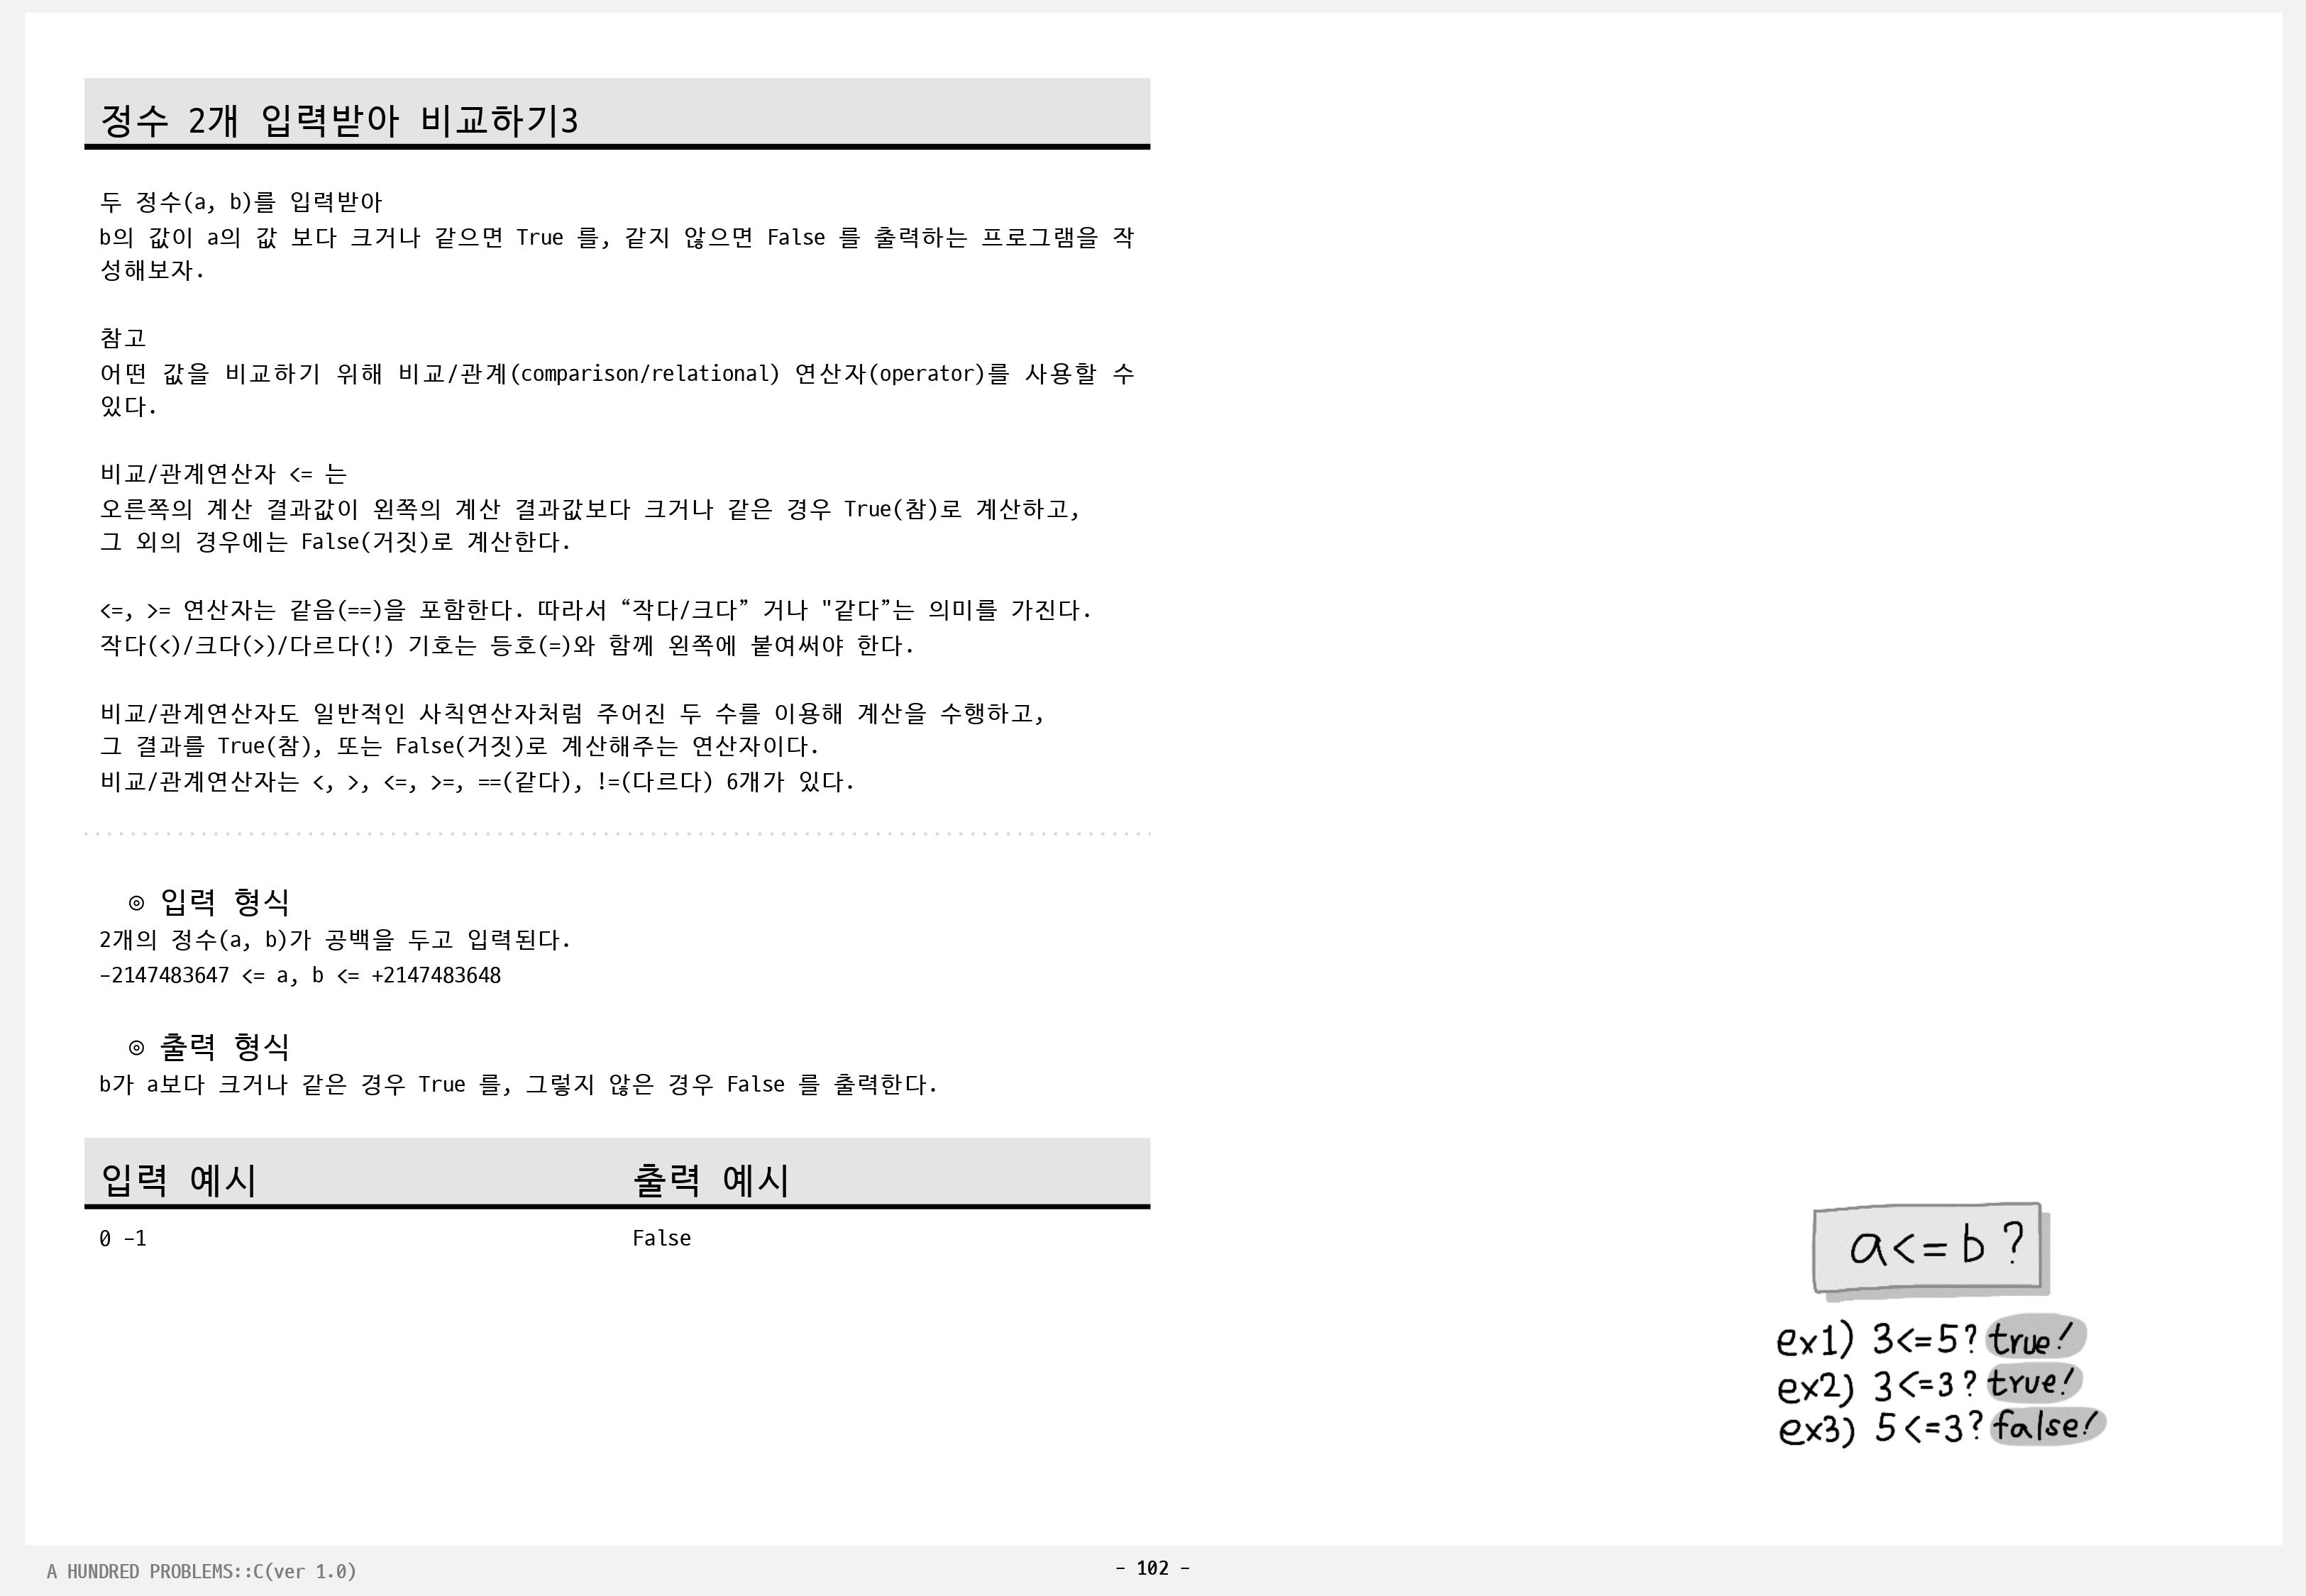 정수 2개 입력받아 비교하기3
두 정수(a, b)를 입력받아
b의 값이 a의 값 보다 크거나 같으면 True 를, 같지 않으면 False 를 출력하는 프로그램을 작
성해보자.
참고
어떤 값을 비교하기 위해 비교/관계(comparison/relational) 연산자(operator)를 사용할 수
있다.
비교/관계연산자 <= 는
오른쪽의 계산 결과값이 왼쪽의 계산 결과값보다 크거나 같은 경우 True(참)로 계산하고,
그 외의 경우에는 False(거짓)로 계산한다.
<=, >= 연산자는 같음(==)을 포함한다. 따라서 “작다/크다” 거나 "같다”는 의미를 가진다.
작다(<)/크다(>)/다르다(!) 기호는 등호(=)와 함께 왼쪽에 붙여써야 한다.
비교/관계연산자도 일반적인 사칙연산자처럼 주어진 두 수를 이용해 계산을 수행하고,
그 결과를 True(참), 또는 False(거짓)로 계산해주는 연산자이다.
비교/관계연산자는 <, >, <=, >=, ==(같다), !=(다르다) 6개가 있다.
◎ 입력 형식
2개의 정수(a, b)가 공백을 두고 입력된다.
-2147483647 <= a, b <= +2147483648
◎ 출력 형식
b가 a보다 크거나 같은 경우 True 를, 그렇지 않은 경우 False 를 출력한다.
입력 예시 출력 예시
0 -1 False
a<=b?
ex1) 3<=5? true!
ex2) 3<=3? true!
ex3) 5<=3? false!
A HUNDRED PROBLEMS::C(ver 1.0)
- 102 -